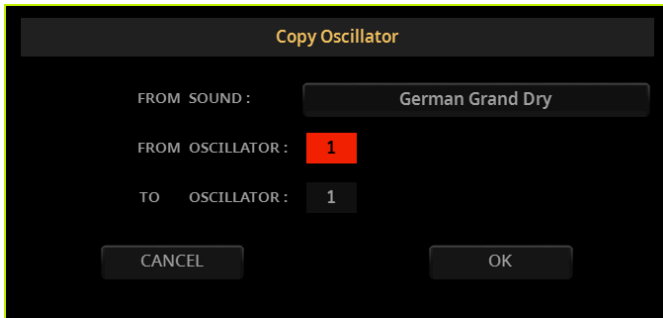 Copy Oscillator
FROM SOUND : German Grand Dry
FROM OSCILLATOR : 1
TO OSCILLATOR : 1
CANCEL OK